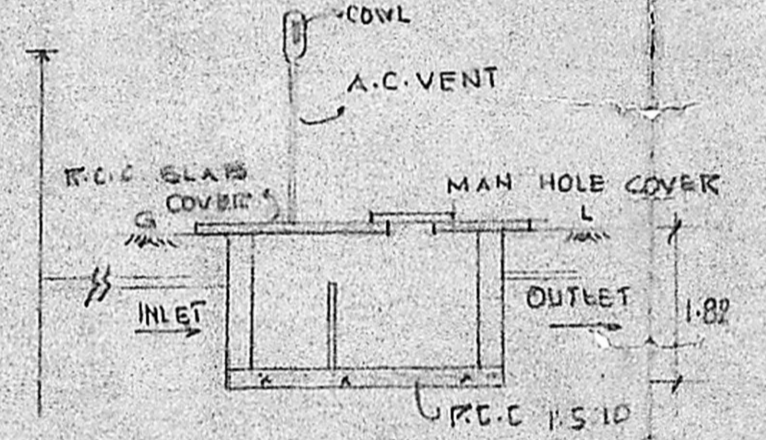 COWL
A.C. VENT
R.C.C SLAB
COVER
MAN HOLE COVER
G
L
INLET
OUTLET
1.82
P.C.C 1.5.10